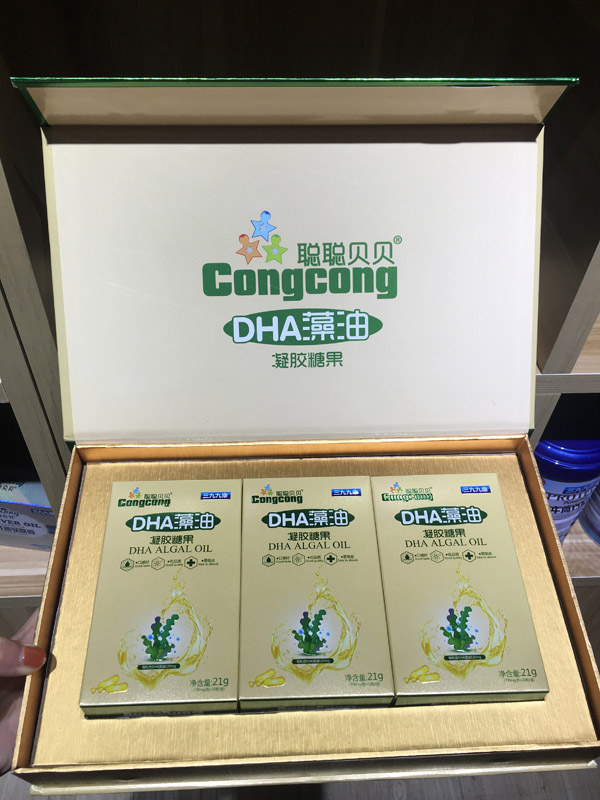 聪聪贝贝®
Congcong
DHA藻油
凝胶糖果
聪聪贝贝
Congcong
三九九康
DHA藻油
凝胶糖果
DHA ALGAL OIL
净含量:21g
聪聪贝贝
Congcong
三九九康
DHA藻油
凝胶糖果
DHA ALGAL OIL
净含量:21g
聪聪贝贝
Congcong
三九九康
DHA藻油
凝胶糖果
DHA ALGAL OIL
净含量:21g
VER OIL